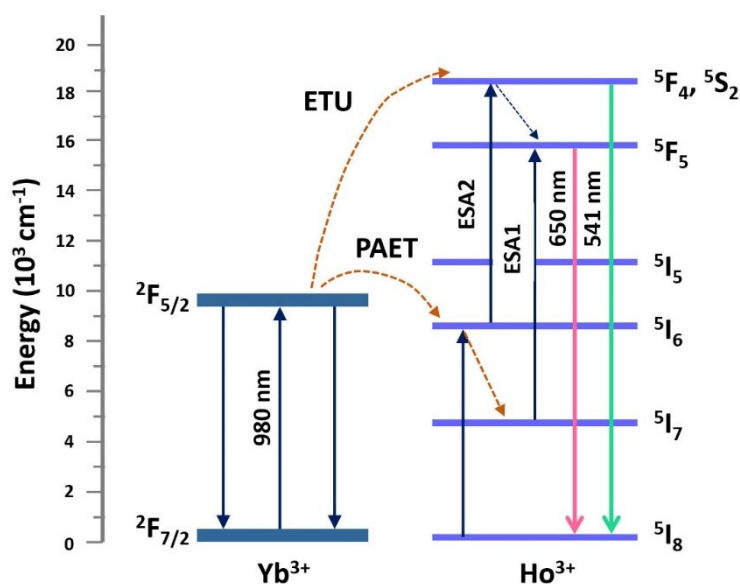 Energy (10³ cm⁻¹)
20
18
16
14
12
10
8
6
4
2
0
ETU
PAET
²F₅/₂
980 nm
²F₇/₂
Yb³⁺
ESA2
ESA1
650 nm
541 nm
⁵F₄, ⁵S₂
⁵F₅
⁵I₅
⁵I₆
⁵I₇
⁵I₈
Ho³⁺